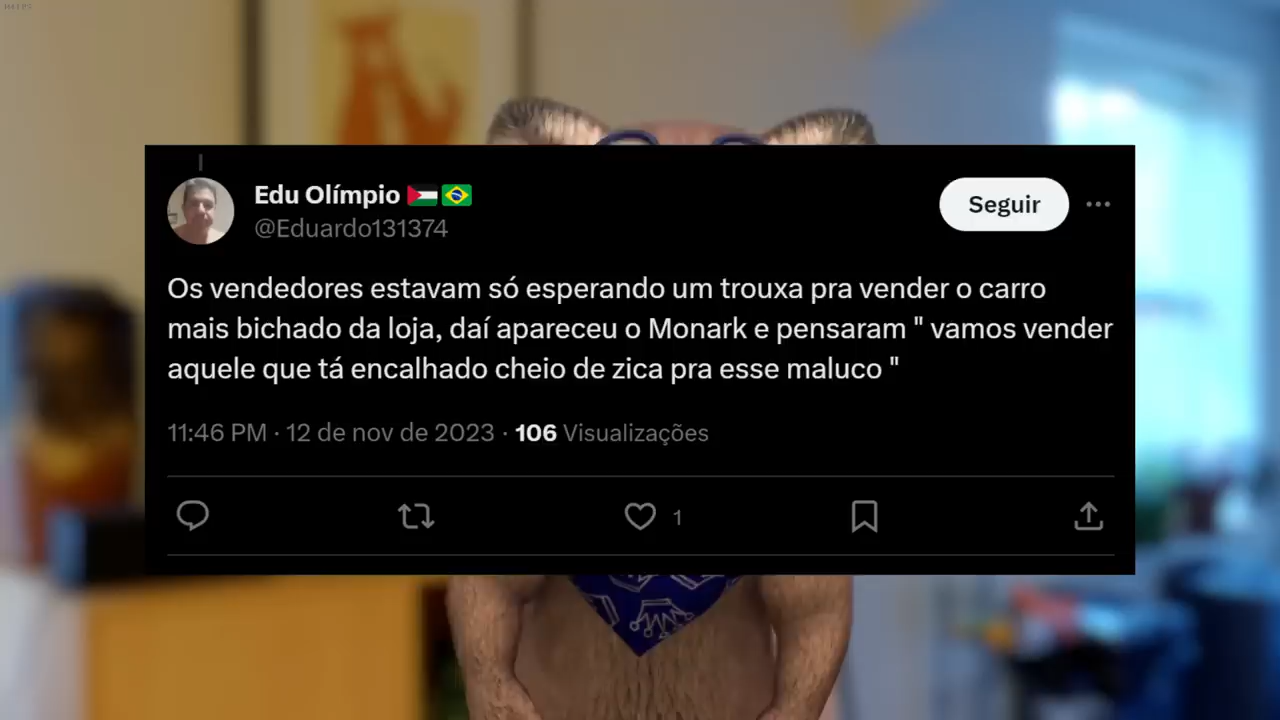 Edu Olímpio 🇵🇸🇧🇷
Seguir
@Eduardo131374
Os vendedores estavam só esperando um trouxa pra vender o carro
mais bichado da loja, daí apareceu o Monark e pensaram " vamos vender
aquele que tá encalhado cheio de zica pra esse maluco "
11:46 PM · 12 de nov de 2023 · 106 Visualizações
1